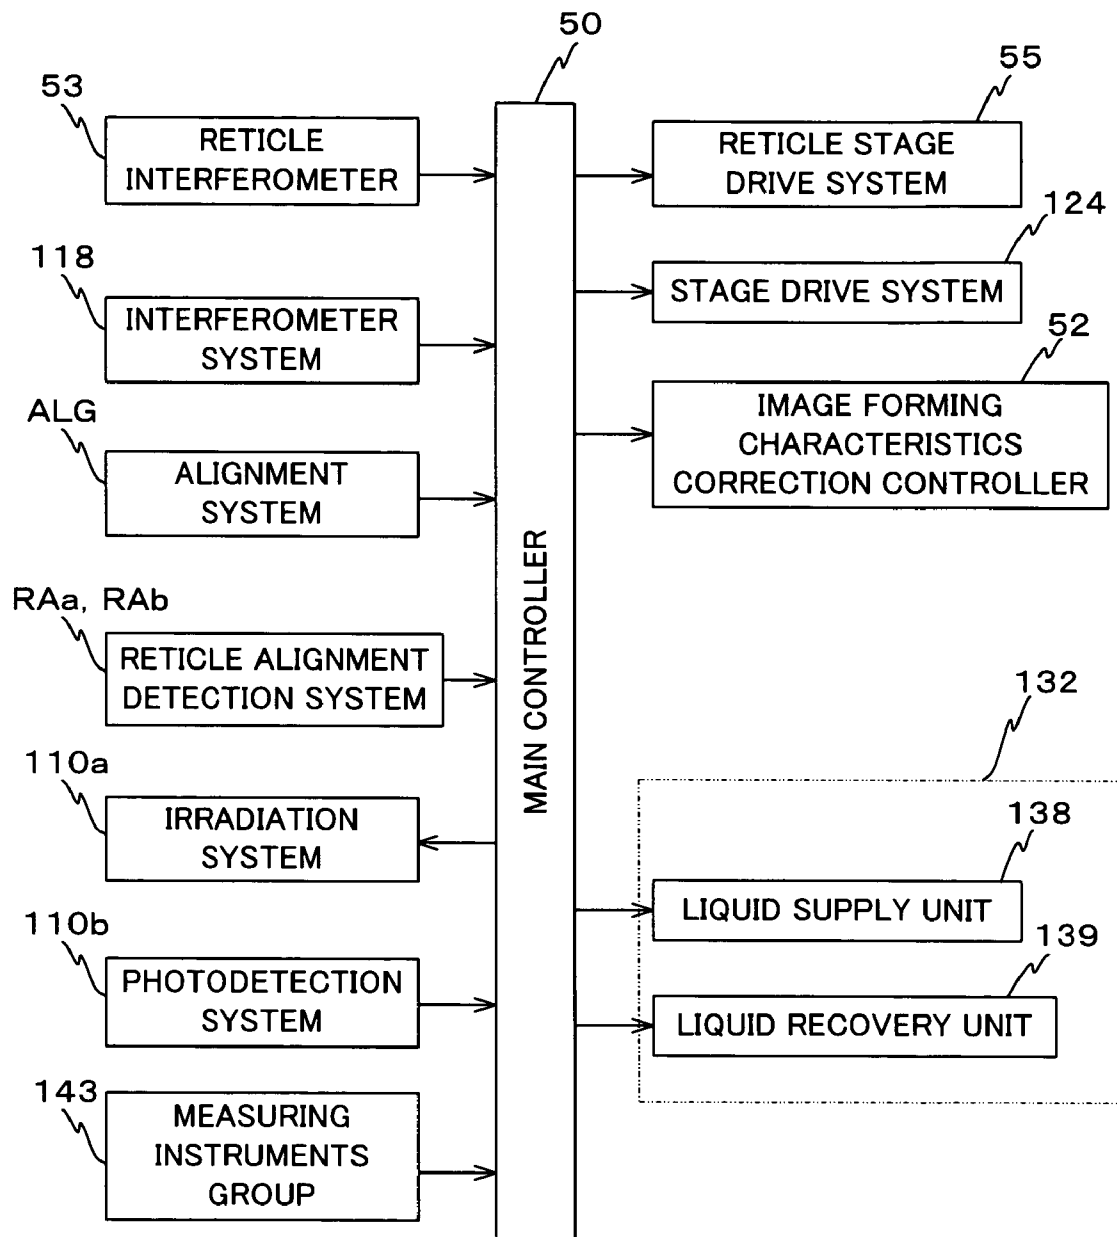 50
53
RETICLE
INTERFEROMETER
118
INTERFEROMETER
SYSTEM
ALG
ALIGNMENT
SYSTEM
RAa, RAb
RETICLE ALIGNMENT
DETECTION SYSTEM
110a
IRRADIATION
SYSTEM
110b
PHOTODETECTION
SYSTEM
143
MEASURING
INSTRUMENTS
GROUP
MAIN CONTROLLER
55
RETICLE STAGE
DRIVE SYSTEM
124
STAGE DRIVE SYSTEM
52
IMAGE FORMING
CHARACTERISTICS
CORRECTION CONTROLLER
132
138
LIQUID SUPPLY UNIT
139
LIQUID RECOVERY UNIT